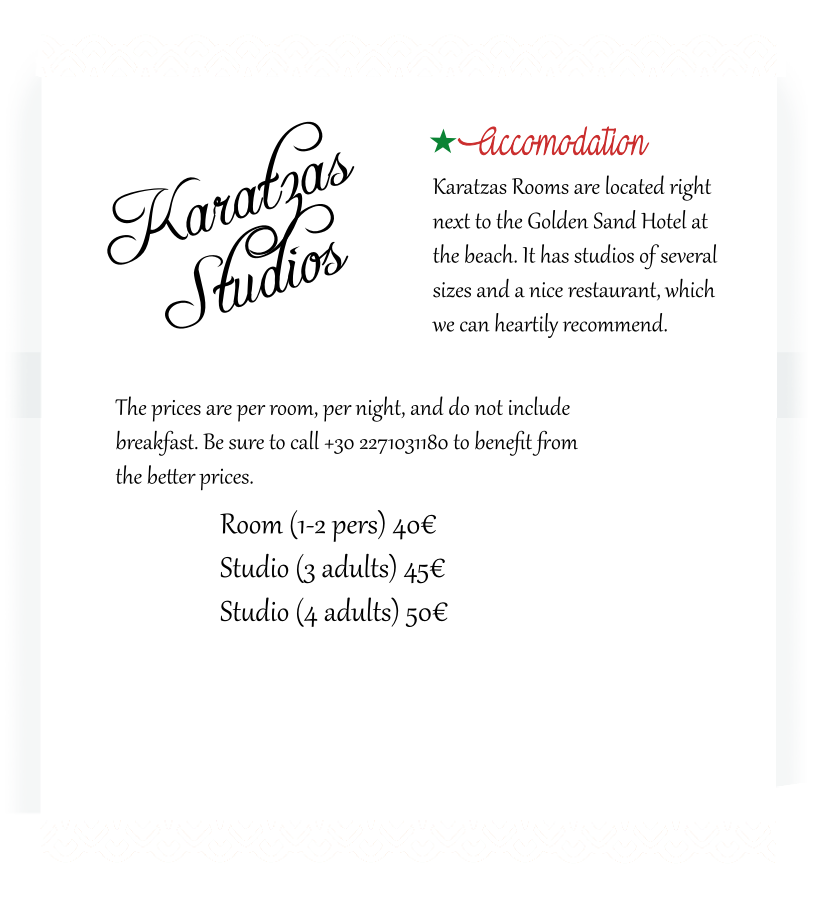 Karatzas
Studios
Accomodation
Karatzas Rooms are located right
next to the Golden Sand Hotel at
the beach. It has studios of several
sizes and a nice restaurant, which
we can heartily recommend.
The prices are per room, per night, and do not include
breakfast. Be sure to call +30 2271031180 to benefit from
the better prices.
Room (1-2 pers) 40€
Studio (3 adults) 45€
Studio (4 adults) 50€